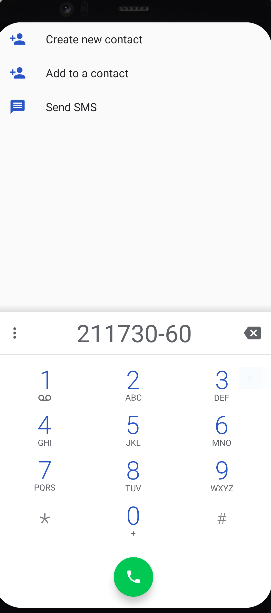 Create new contact
Add to a contact
Send SMS
211730-60
1 2 3
ABC DEF
4 5 6
GHI JKL MNO
7 8 9
PQRS TUV WXYZ
* 0 #
+